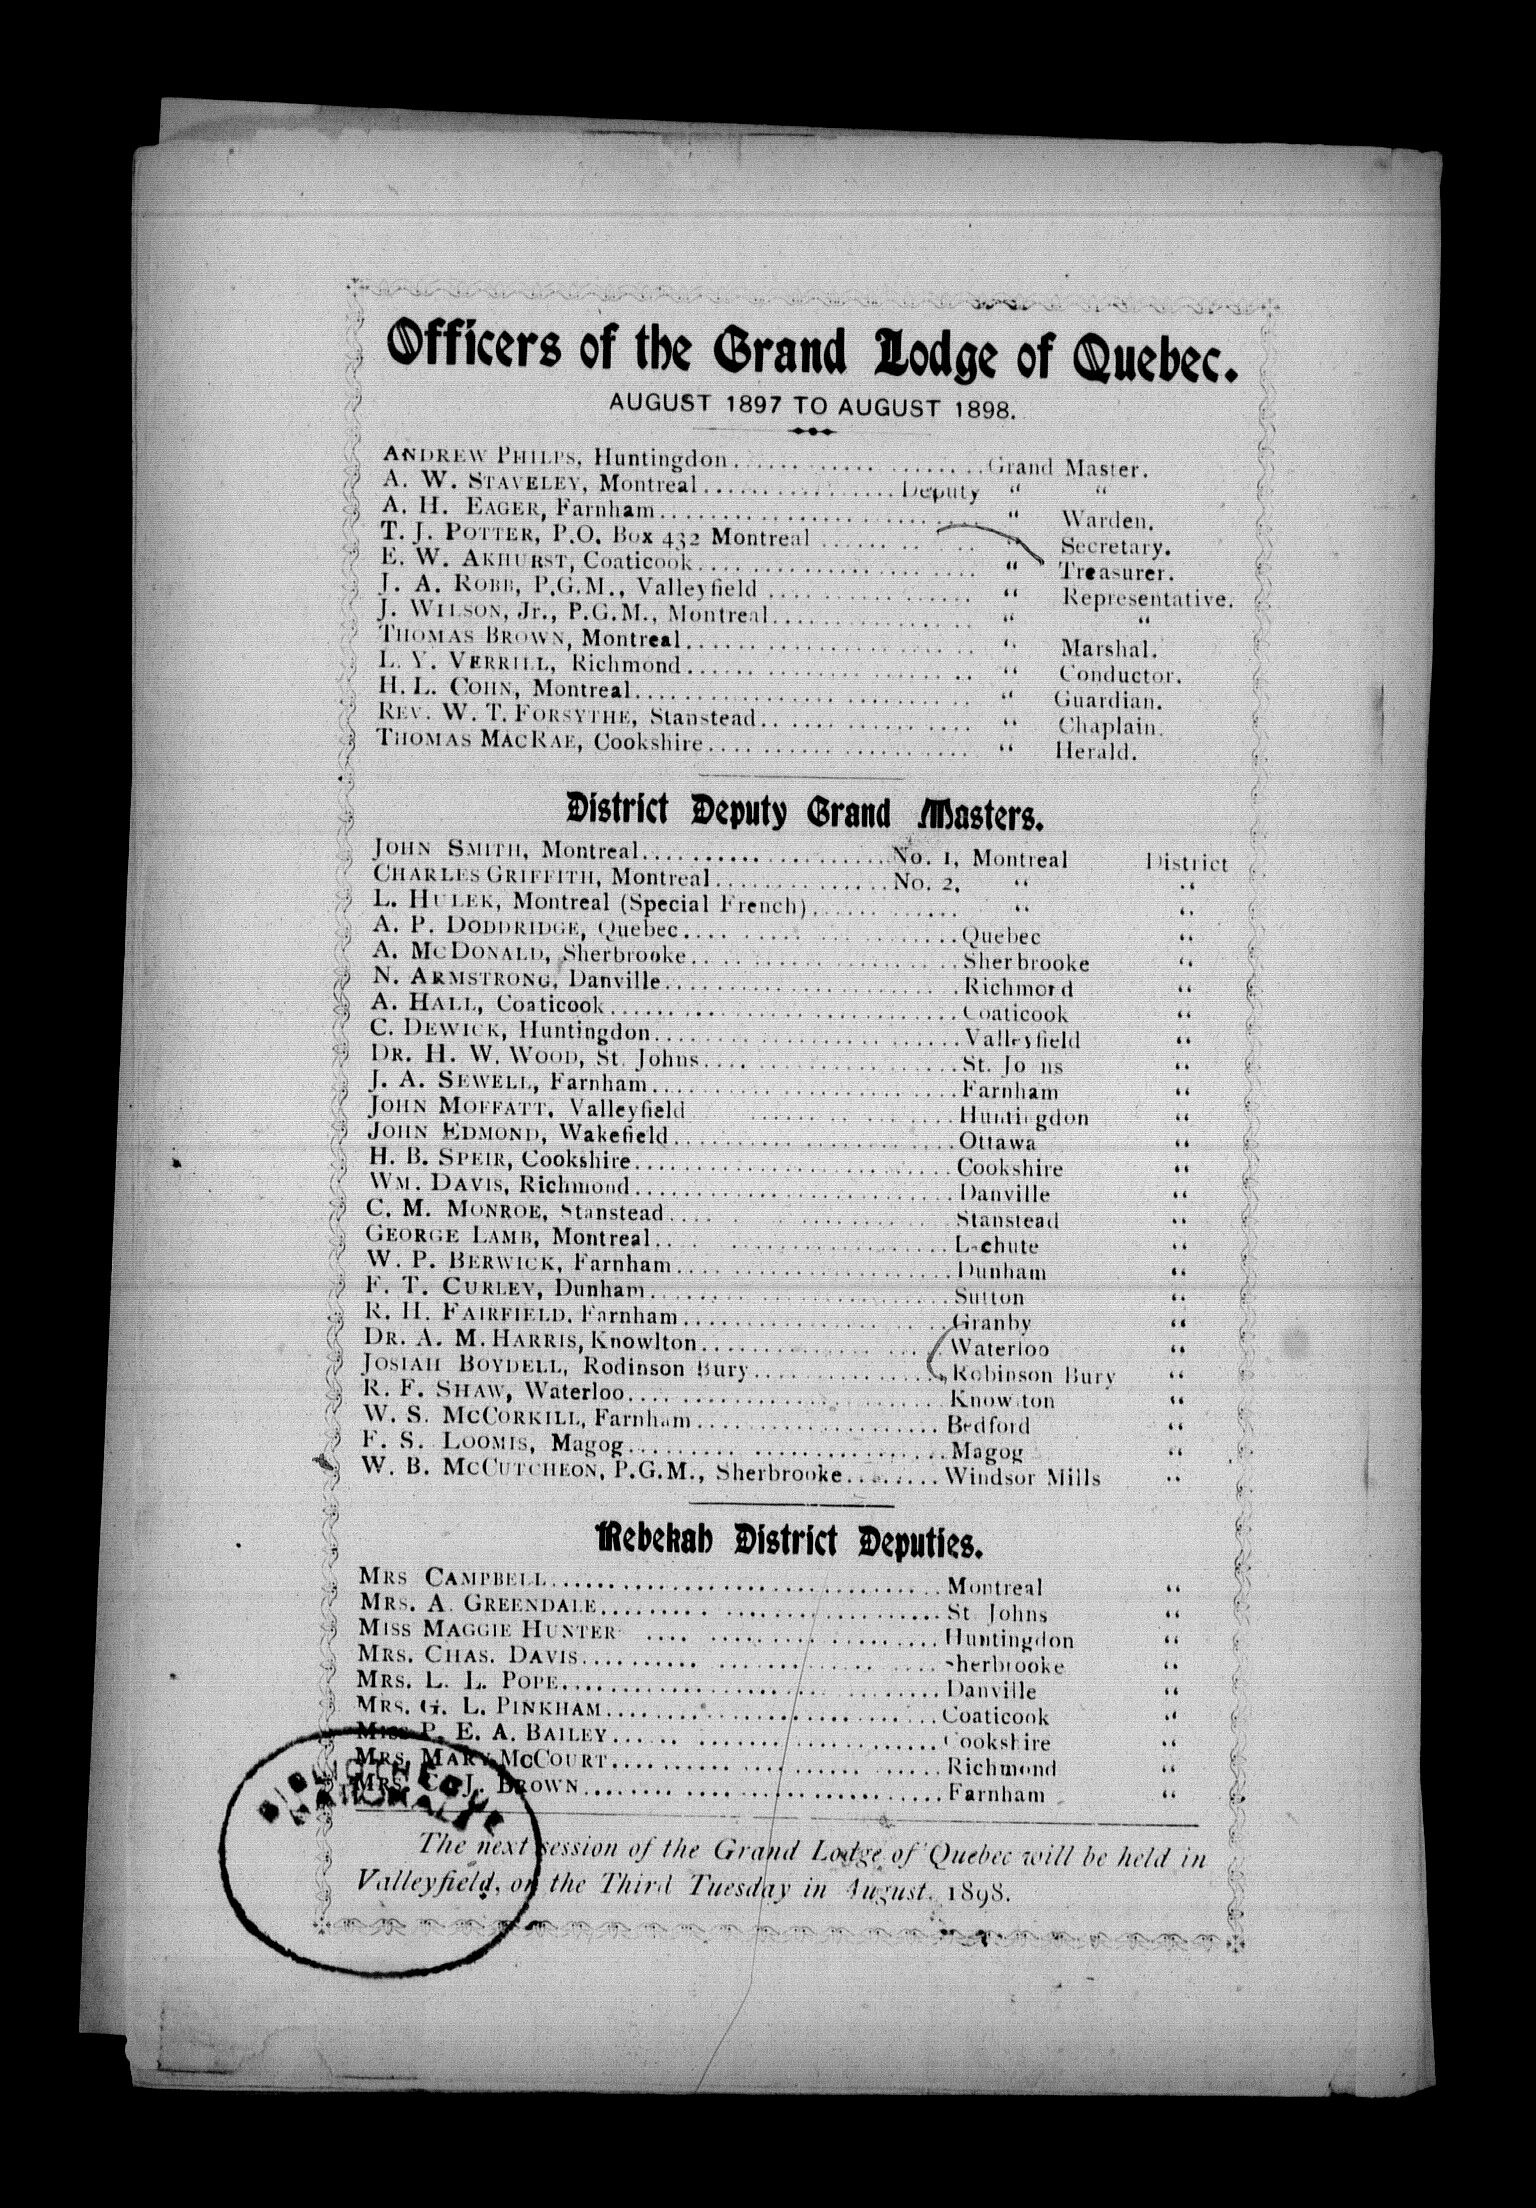 Officers of the Grand Lodge of Quebec.
AUGUST 1897 TO AUGUST 1898.
ANDREW PHILPS, Huntingdon........Grand Master.
A. W. STAVELEY, Montreal........Deputy “ “
A. H. EAGER, Farnham........“ Warden.
T. J. POTTER, P.O. Box 432 Montreal........“ Secretary.
E. W. AKHURST, Coaticook........“ Treasurer.
J. A. ROBB, P.G.M., Valleyfield........“ Representative.
J. WILSON, Jr., P.G.M., Montreal........“ “
THOMAS BROWN, Montreal........“ Marshal.
L. Y. VERRILL, Richmond........“ Conductor.
H. L. COHN, Montreal........“ Guardian.
REV. W. T. FORSYTHE, Stanstead........“ Chaplain.
THOMAS MACRAE, Cookshire........“ Herald.
District Deputy Grand Masters.
JOHN SMITH, Montreal........No. 1, Montreal District
CHARLES GRIFFITH, Montreal........No. 2, “ “
L. HULEK, Montreal (Special French)........“ “
A. P. DODDRIDGE, Quebec........Quebec “
A. MCDONALD, Sherbrooke........Sherbrooke “
N. ARMSTRONG, Danville........Richmond “
A. HALL, Coaticook........Coaticook “
C. DEWICK, Huntingdon........Valleyfield “
DR. H. W. WOOD, St. Johns........St. Jo ns “
J. A. SEWELL, Farnham........Farnham “
JOHN MOFFATT, Valleyfield........Huntingdon “
JOHN EDMOND, Wakefield........Ottawa “
H. B. SPEIR, Cookshire........Cookshire “
WM. DAVIS, Richmond........Danville “
C. M. MONROE, Stanstead........Stanstead “
GEORGE LAMB, Montreal........Lachute “
W. P. BERWICK, Farnham........Dunham “
F. T. CURLEY, Dunham........Sutton “
R. H. FAIRFIELD, Farnham........Granby “
DR. A. M. HARRIS, Knowlton........Waterloo “
JOSIAH BOYDELL, Rodinson Bury........Robinson Bury “
R. F. SHAW, Waterloo........Knowlton “
W. S. MCCORKILL, Farnham........Bedford “
F. S. LOOMIS, Magog........Magog “
W. B. MCCUTCHEON, P.G.M., Sherbrooke........Windsor Mills “
Rebekah District Deputies.
MRS CAMPBELL........Montreal “
MRS. A. GREENDALE........St Johns “
MISS MAGGIE HUNTER........Huntingdon “
MRS. CHAS. DAVIS........Sherbrooke “
MRS. L. L. POPE........Danville “
MRS. G. L. PINKHAM........Coaticook “
MISS P. E. A. BAILEY........Cookshire “
MRS. MARY MCCOURT........Richmond “
MRS. C. J. BROWN........Farnham “
BIBLIOTHEQUE
NATIONALE
The next session of the Grand Lodge of Quebec will be held in
Valleyfield, on the Third Tuesday in August, 1898.